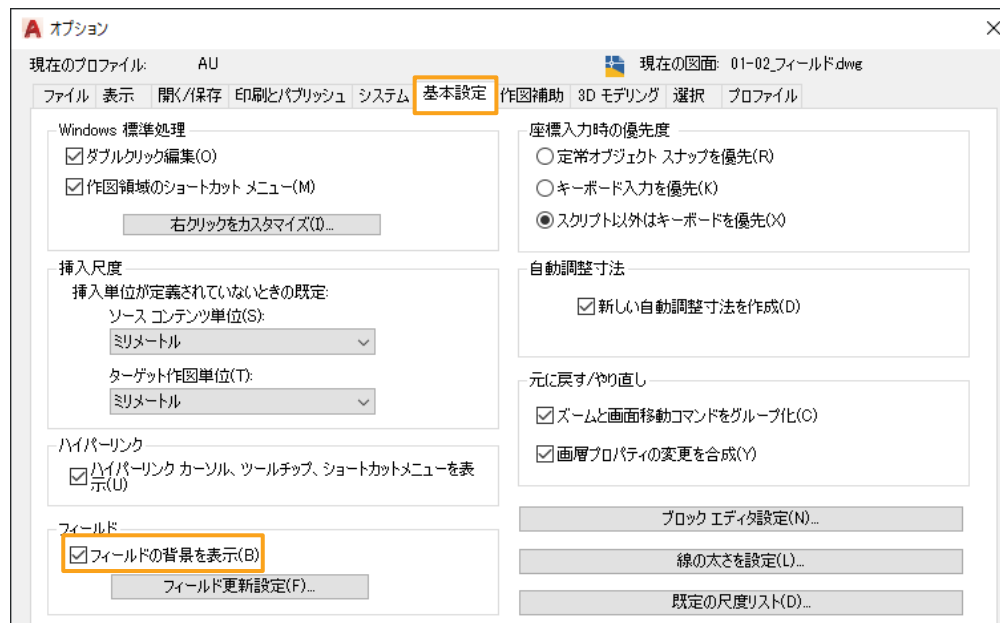 オプション
現在のプロファイル: AU
現在の図面: 01-02_フィールド.dwg
ファイル 表示 開く/保存 印刷とパブリッシュ システム 基本設定 作図補助 3D モデリング 選択 プロファイル
Windows 標準処理
ダブルクリック編集(O)
作図領域のショートカット メニュー(M)
右クリックをカスタマイズ(I)...
挿入尺度
挿入単位が定義されていないときの既定:
ソース コンテンツ単位(S):
ミリメートル
ターゲット作図単位(T):
ミリメートル
ハイパーリンク
ハイパーリンク カーソル、ツールチップ、ショートカットメニューを表
示(U)
フィールド
フィールドの背景を表示(B)
フィールド更新設定(F)...
座標入力時の優先度
定常オブジェクト スナップを優先(R)
キーボード入力を優先(K)
スクリプト以外はキーボードを優先(X)
自動調整寸法
新しい自動調整寸法を作成(D)
元に戻す/やり直し
ズームと画面移動コマンドをグループ化(C)
画層プロパティの変更を合成(Y)
ブロック エディタ設定(N)...
線の太さを設定(L)...
既定の尺度リスト(D)...